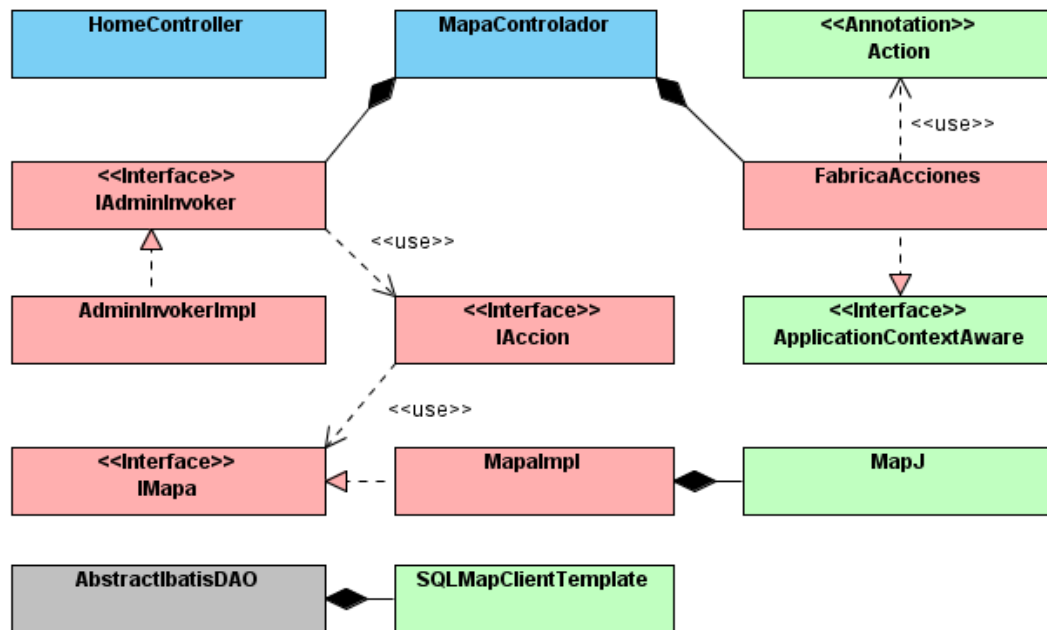 HomeController
MapaControlador
<<Annotation>>
Action
<<use>>
<<Interface>>
IAdminInvoker
FabricaAcciones
<<use>>
AdminInvokerImpl
<<Interface>>
IAccion
<<Interface>>
ApplicationContextAware
<<use>>
<<Interface>>
IMapa
MapaImpl
MapJ
AbstractIbatisDAO
SQLMapClientTemplate